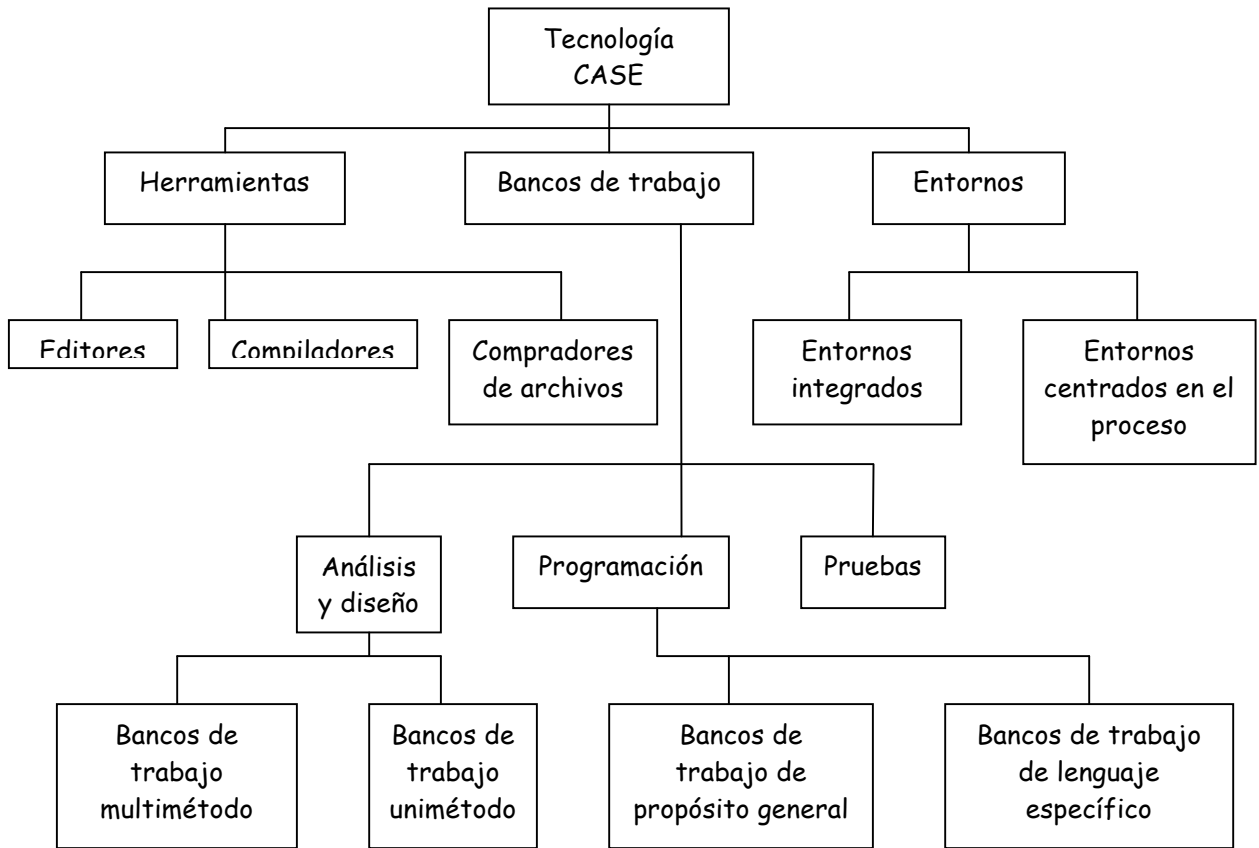 Tecnología
CASE
Herramientas
Bancos de trabajo
Entornos
Editores
Compiladores
Compradores
de archivos
Entornos
integrados
Entornos
centrados en el
proceso
Análisis
y diseño
Programación
Pruebas
Bancos de
trabajo
multimétodo
Bancos de
trabajo
unimétodo
Bancos de
trabajo de
propósito general
Bancos de trabajo
de lenguaje
específico